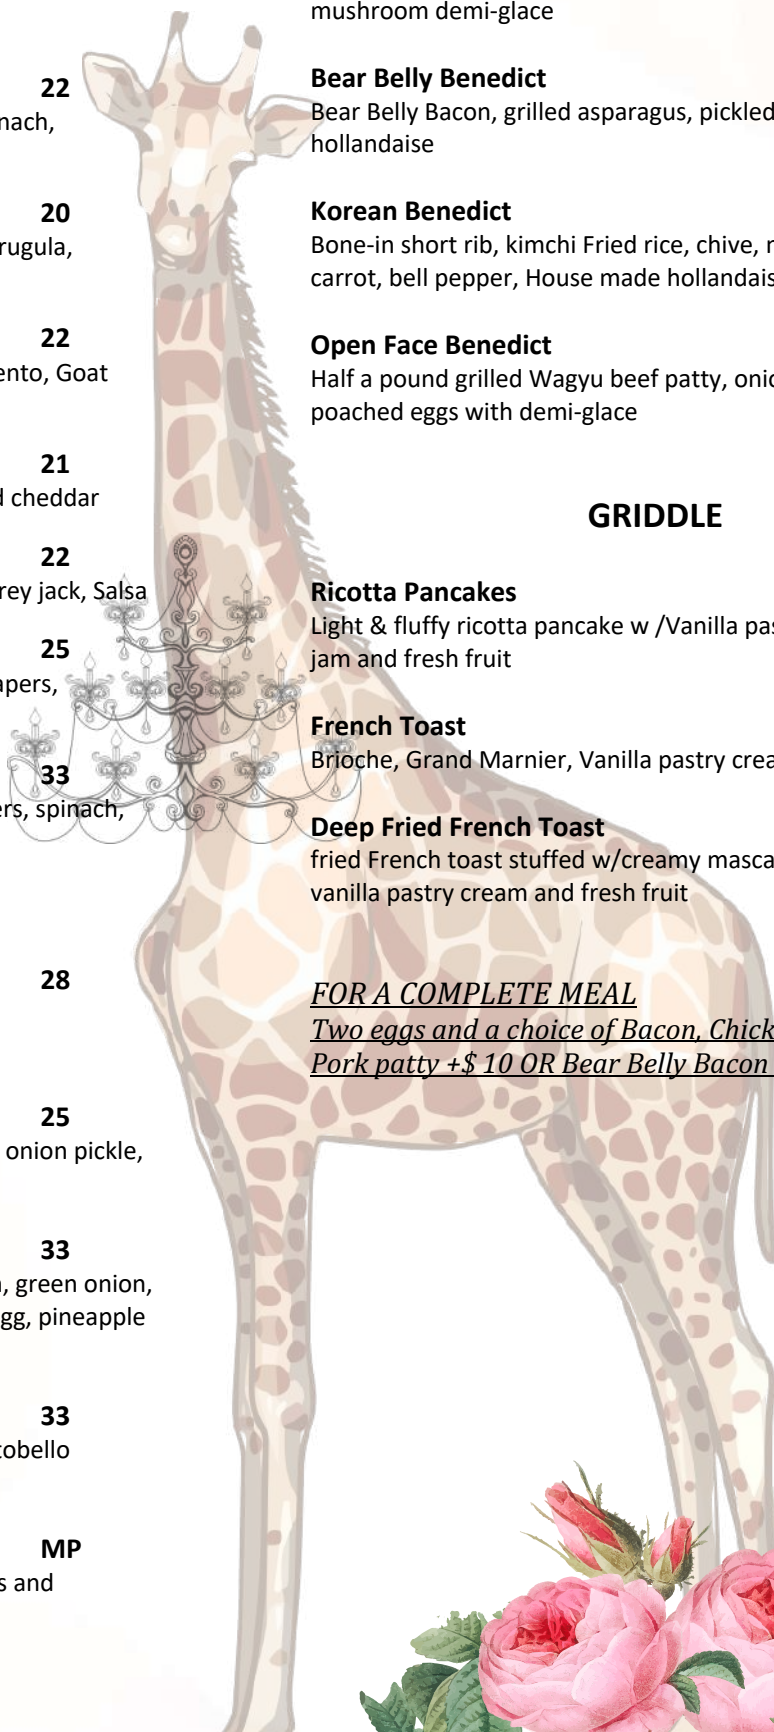 22
nach,
20
rugula,
22
ento, Goat
21
d cheddar
22
rey jack, Salsa
25
apers,
33
ers, spinach,
28
25
onion pickle,
33
, green onion,
gg, pineapple
33
tobello
MP
s and
mushroom demi-glace
Bear Belly Benedict
Bear Belly Bacon, grilled asparagus, pickled
hollandaise
Korean Benedict
Bone-in short rib, kimchi Fried rice, chive,
carrot, bell pepper, House made hollandais
Open Face Benedict
Half a pound grilled Wagyu beef patty, onio
poached eggs with demi-glace
GRIDDLE
Ricotta Pancakes
Light & fluffy ricotta pancake w /Vanilla pas
jam and fresh fruit
French Toast
Brioche, Grand Marnier, Vanilla pastry crea
Deep Fried French Toast
fried French toast stuffed w/creamy masca
vanilla pastry cream and fresh fruit
FOR A COMPLETE MEAL
Two eggs and a choice of Bacon, Chick
Pork patty +$ 10 OR Bear Belly Bacon